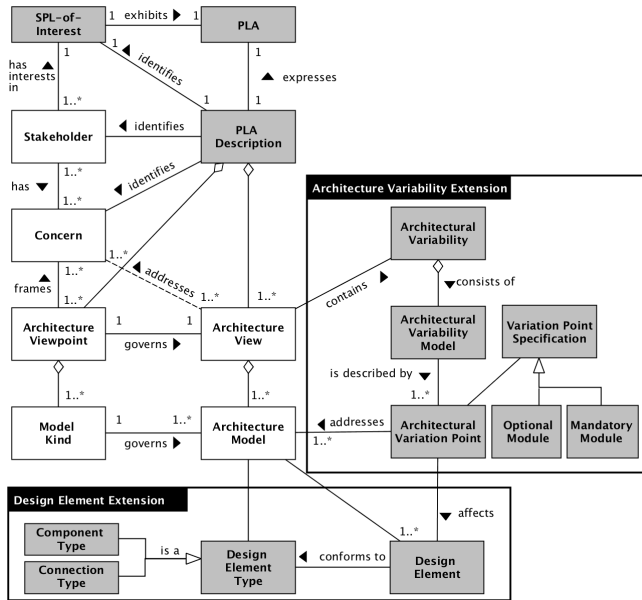 SPL-of-
Interest
1
exhibits
1
PLA
1
1
identifies
1
has
interests
in
expresses
1..*
1
1
Stakeholder
identifies
PLA
Description
1..*
has
identifies
1..*
Architecture Variability Extension
Concern
Architectural
Variability
1..*
1..*
addresses
frames
1..*
1..*
1..*
contains
consists of
Architecture
Viewpoint
1
governs
1
Architecture
View
Architectural
Variability
Model
Variation Point
Specification
is described by
1..*
1..*
1..*
Model
Kind
1
governs
1..*
Architecture
Model
addresses
1..*
Architectural
Variation Point
Optional
Module
Mandatory
Module
Design Element Extension
affects
1..*
Component
Type
is a
Connection
Type
Design
Element
Type
conforms to
Design
Element